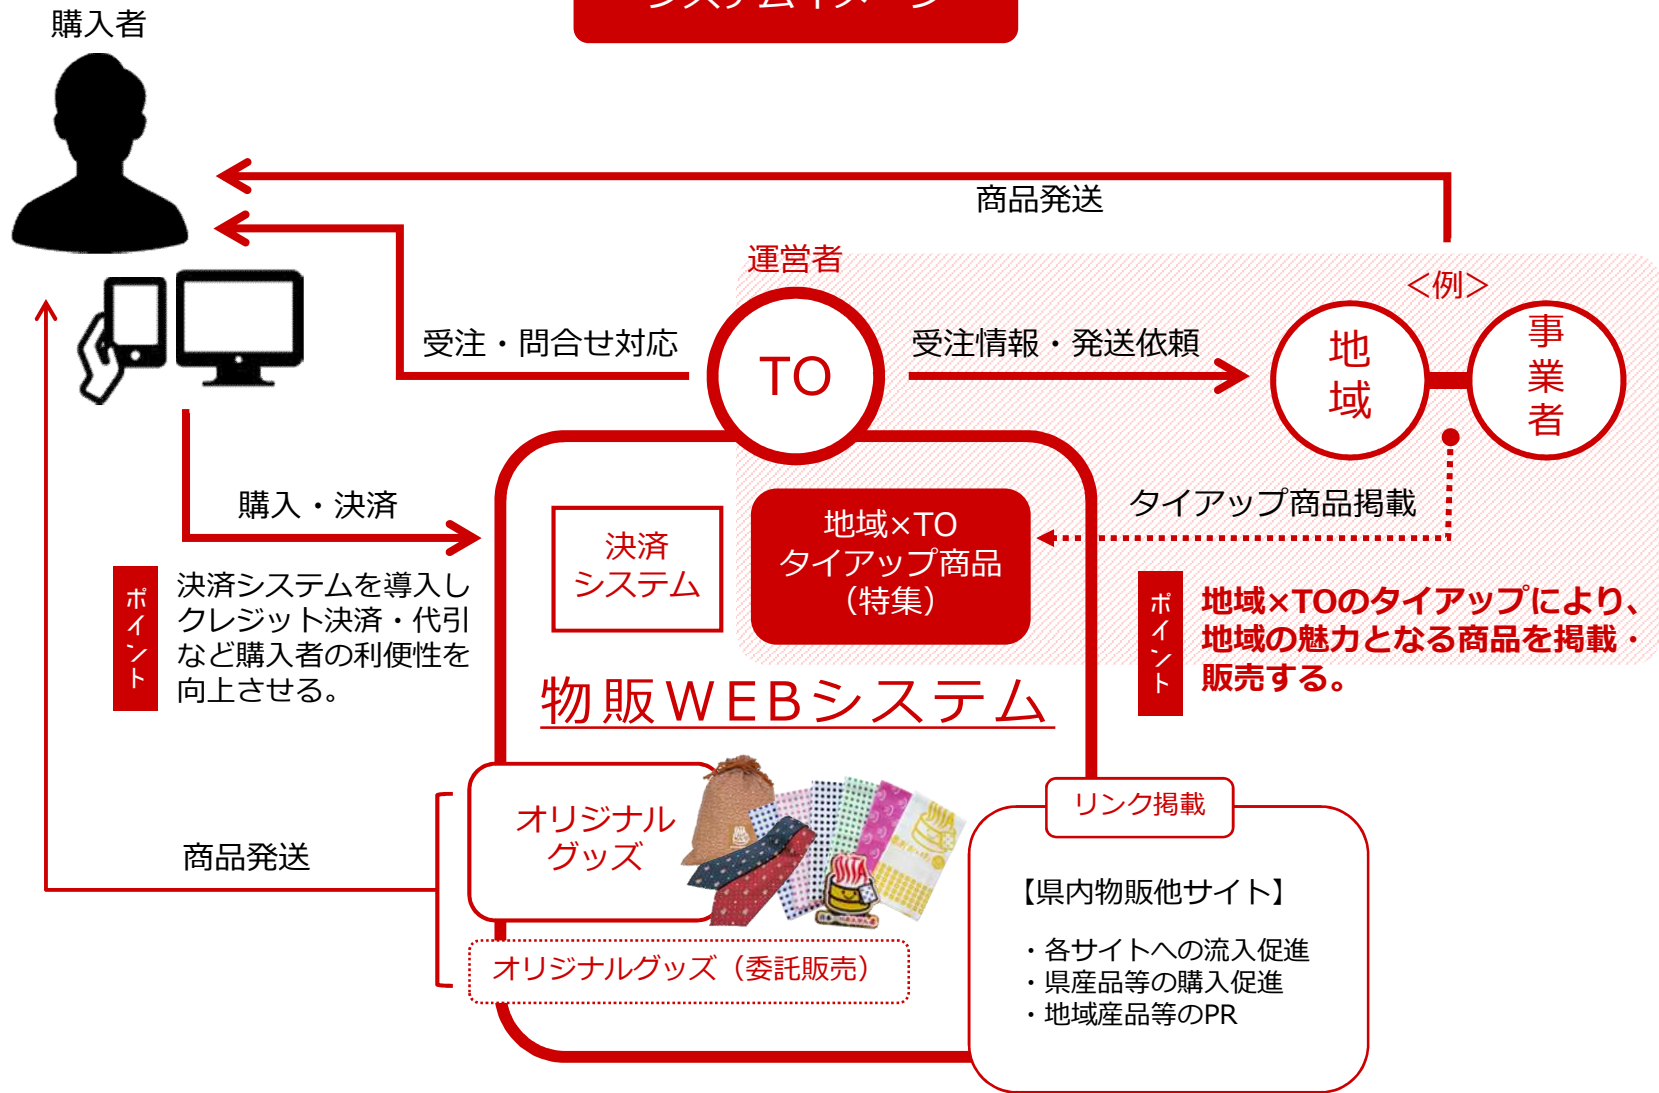 システムイメージ
購入者
商品発送
運営者
TO
受注・問合せ対応
受注情報・発送依頼
＜例＞
地域
事業者
購入・決済
タイアップ商品掲載
決済
システム
地域×TO
タイアップ商品
（特集）
ポイント
決済システムを導入し
クレジット決済・代引
など購入者の利便性を
向上させる。
ポイント
地域×TOのタイアップにより、
地域の魅力となる商品を掲載・
販売する。
物販WEBシステム
オリジナル
グッズ
商品発送
オリジナルグッズ（委託販売）
リンク掲載
【県内物販他サイト】
・各サイトへの流入促進
・県産品等の購入促進
・地域産品等のPR